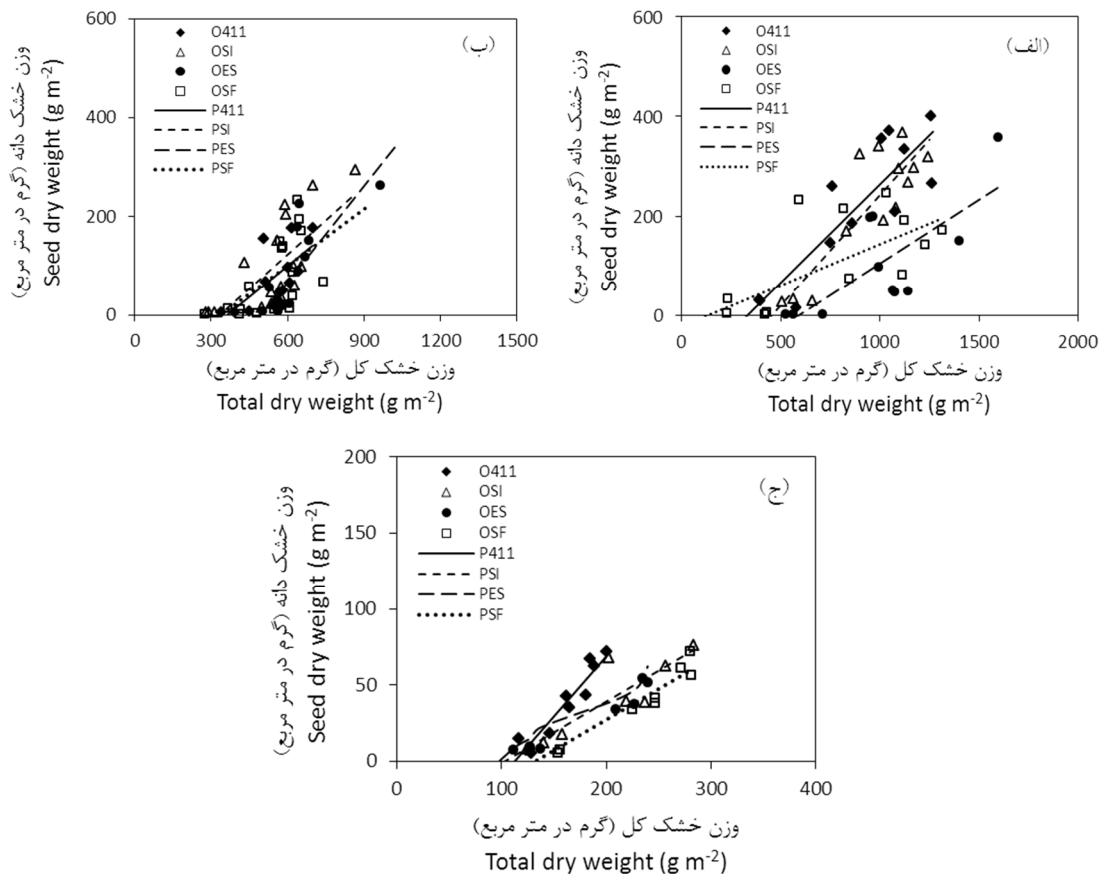 (ب)
600
400
200
0
O411
OSI
OES
OSF
P411
PSI
PES
PSF
وزن خشک دانه (گرم در متر مربع)
Seed dry weight (g m-2)
0 300 600 900 1200 1500
وزن خشک کل (گرم در متر مربع)
Total dry weight (g m-2)
(الف)
600
400
200
0
O411
OSI
OES
OSF
P411
PSI
PES
PSF
وزن خشک دانه (گرم در متر مربع)
Seed dry weight (g m-2)
0 500 1000 1500 2000
وزن خشک کل (گرم در متر مربع)
Total dry weight (g m-2)
(ج)
200
150
100
50
0
O411
OSI
OES
OSF
P411
PSI
PES
PSF
وزن خشک دانه (گرم در متر مربع)
Seed dry weight (g m-2)
0 100 200 300 400
وزن خشک کل (گرم در متر مربع)
Total dry weight (g m-2)